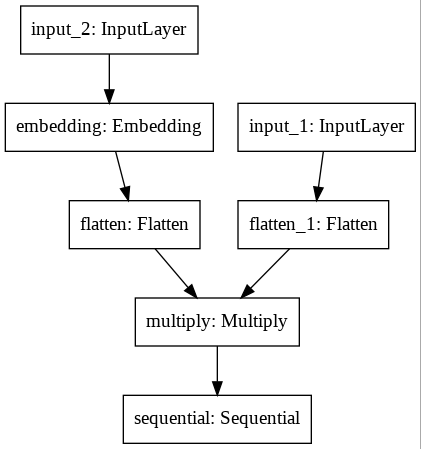 input_2: InputLayer
embedding: Embedding
input_1: InputLayer
flatten: Flatten
flatten_1: Flatten
multiply: Multiply
sequential: Sequential